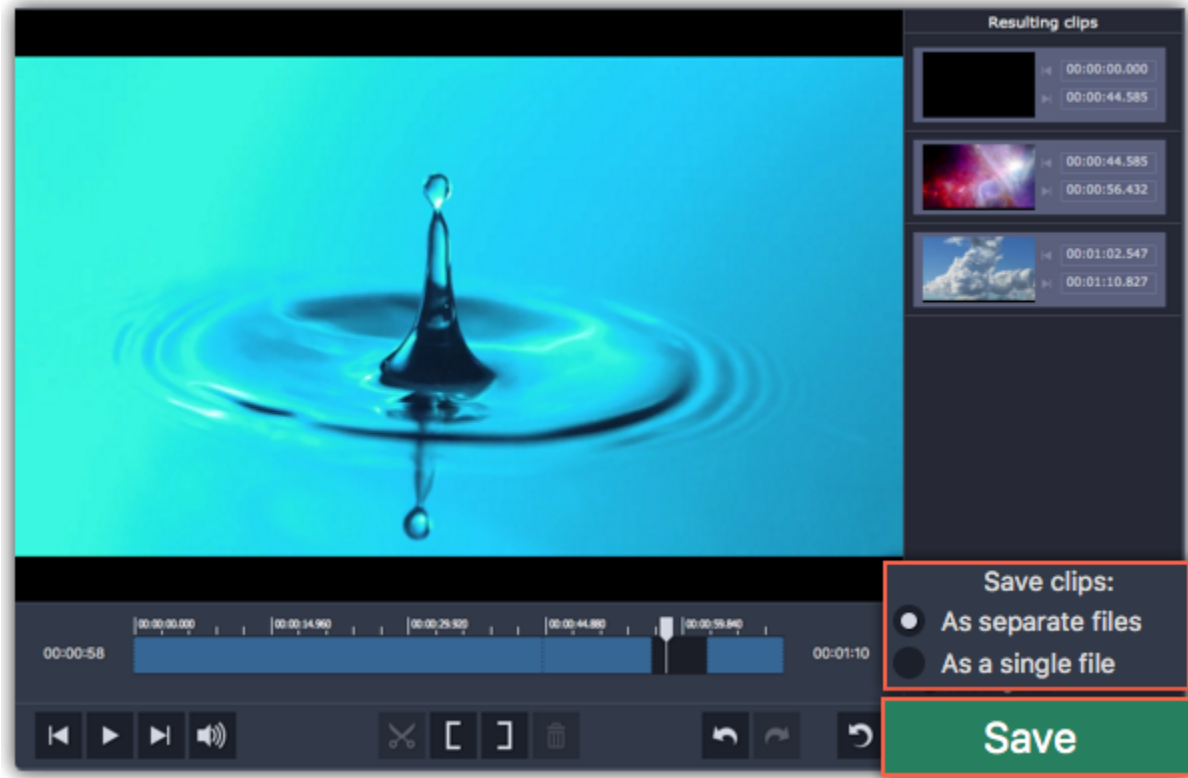 Resulting clips
00:00:00.000
00:00:44.585
00:00:44.585
00:00:56.432
00:01:02.547
00:01:10.827
Save clips:
As separate files
As a single file
00:00:00.000 00:00:14.960 00:00:29.920 00:00:44.880 00:00:59.840
00:00:58 00:01:10
Save